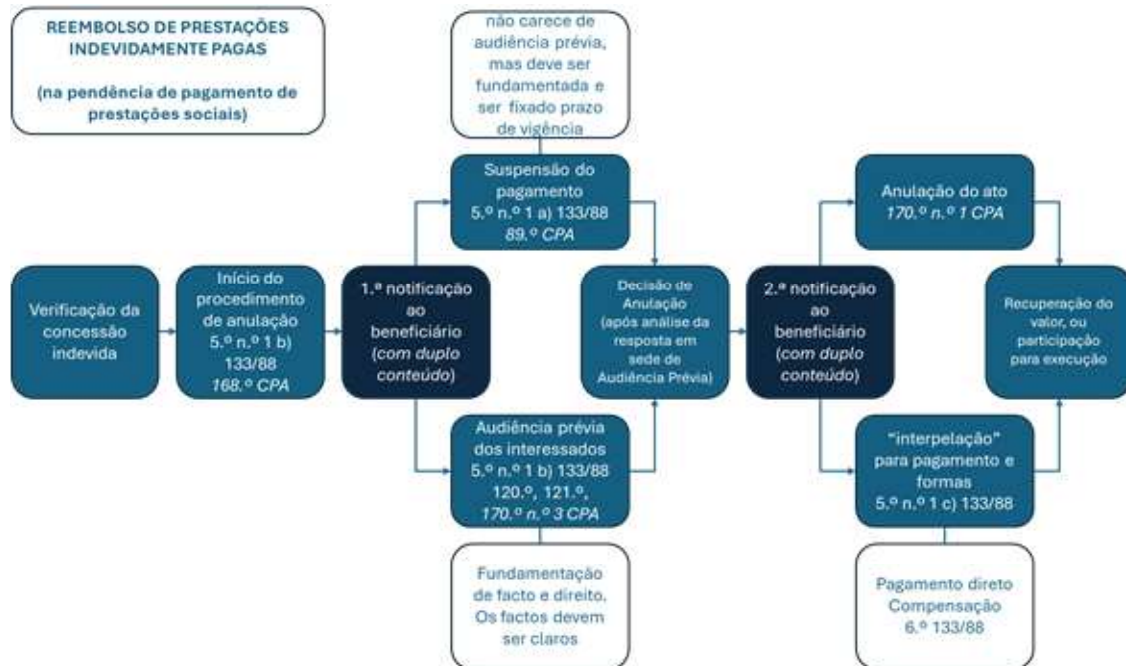 REEMBOLSO DE PRESTAÇÕES
INDEVIDAMENTE PAGAS
(na pendência de pagamento de
prestações sociais)
não carece de
audiência prévia,
mas deve ser
fundamentada e
ser fixado prazo
de vigência
Suspensão do
pagamento
5.º n.º 1 a) 133/88
89.º CPA
Anulação do ato
170.º n.º 1 CPA
Verificação da
concessão
indevida
Início do
procedimento
de anulação
5.º n.º 1 b)
133/88
168.º CPA
1.ª notificação
ao
beneficiário
(com duplo
conteúdo)
Decisão de
Anulação
(após análise da
resposta em
sede de
Audiência Prévia)
2.ª notificação
ao
beneficiário
(com duplo
conteúdo)
Recuperação do
valor, ou
participação
para execução
Audiência prévia
dos interessados
5.º n.º 1 b) 133/88
120.º, 121.º,
170.º n.º 3 CPA
"interpelação"
para pagamento e
formas
5.º n.º 1 c) 133/88
Fundamentação
de facto e direito.
Os factos devem
ser claros
Pagamento direto
Compensação
6.º 133/88